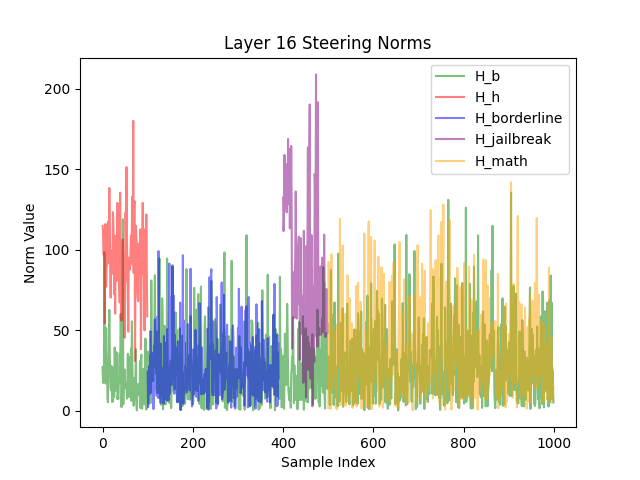 Layer 16 Steering Norms
H_b
H_h
H_borderline
H_jailbreak
H_math
Norm Value
200
150
100
50
0
0 200 400 600 800 1000
Sample Index